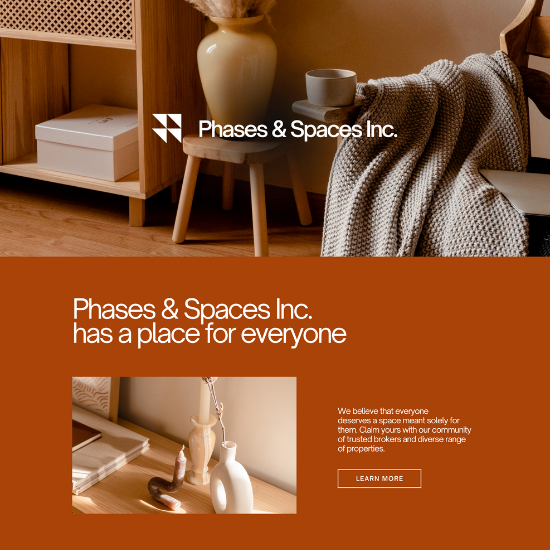 Phases & Spaces Inc.
Phases & Spaces Inc.
has a place for everyone
We believe that everyone
deserves a space meant solely for
them. Claim yours with our community
of trusted brokers and diverse range
of properties.
LEARN MORE